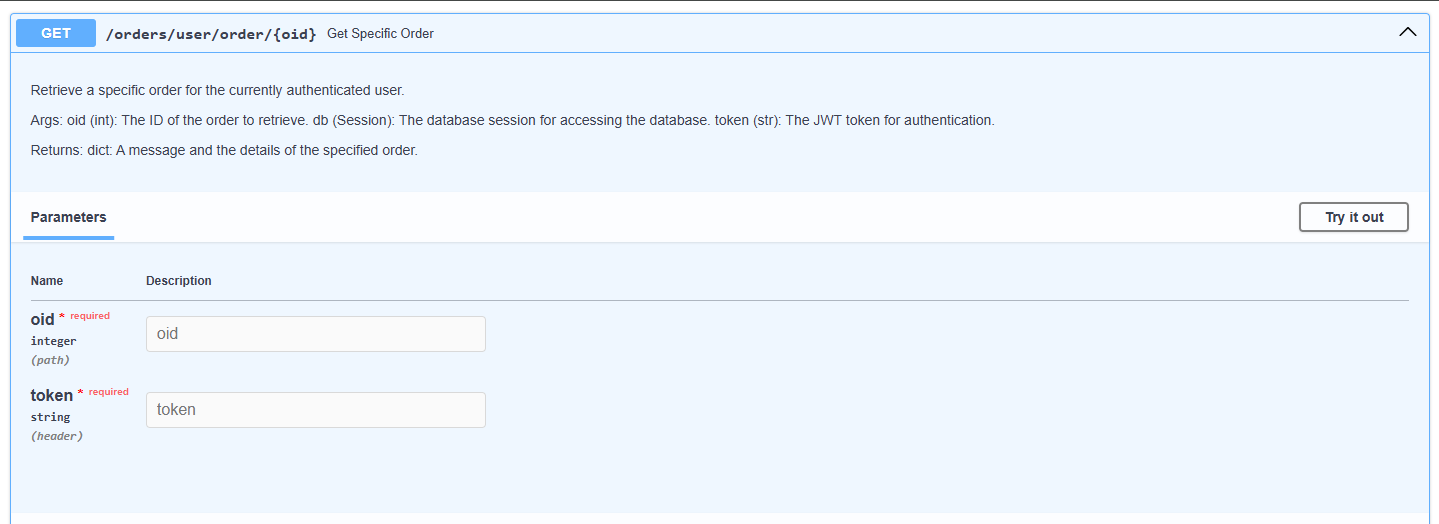 GET /orders/user/order/{oid} Get Specific Order
Retrieve a specific order for the currently authenticated user.
Args: oid (int): The ID of the order to retrieve. db (Session): The database session for accessing the database. token (str): The JWT token for authentication.
Returns: dict: A message and the details of the specified order.
Parameters Try it out
Name Description
oid * required
oid
integer
(path)
token * required
token
string
(header)